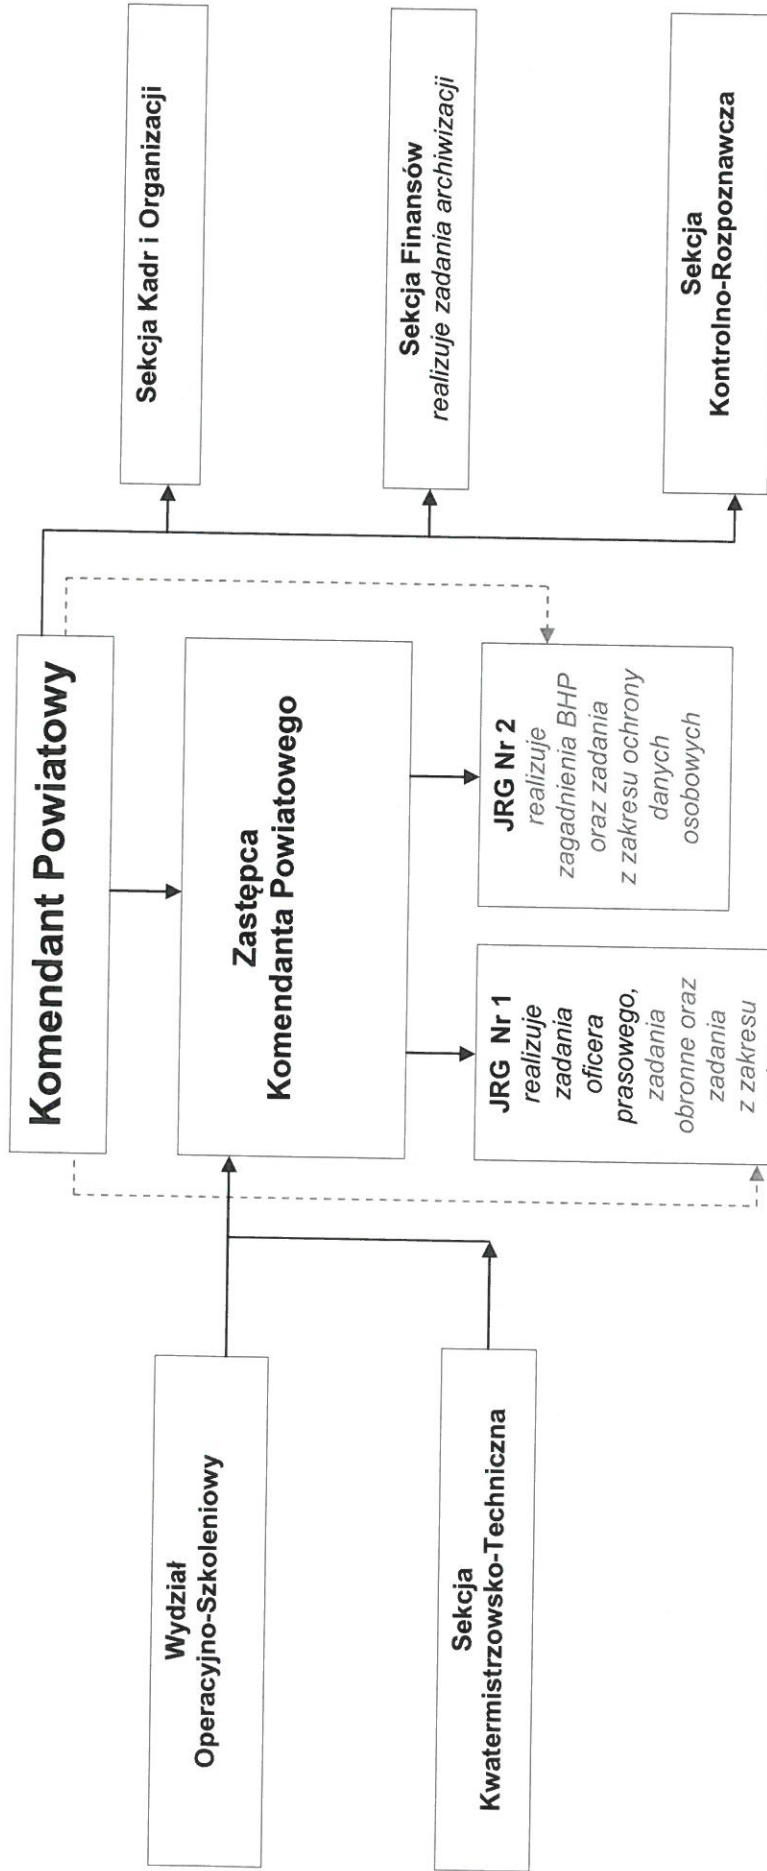 Komendant Powiatowy
Zastępca
Komendanta Powiatowego
Wydział
Operacyjno-Szkoleniowy
Sekcja
Kwatermistrzowsko-Techniczna
JRG Nr 1
realizuje
zadania
oficera
prasowego,
zadania
obronne oraz
zadania
z zakresu
JRG Nr 2
realizuje
zagadnienia BHP
oraz zadania
z zakresu ochrony
danych
osobowych
Sekcja Kadr i Organizacji
Sekcja Finansów
realizuje zadania archiwizacji
Sekcja
Kontrolno-Rozpoznawcza